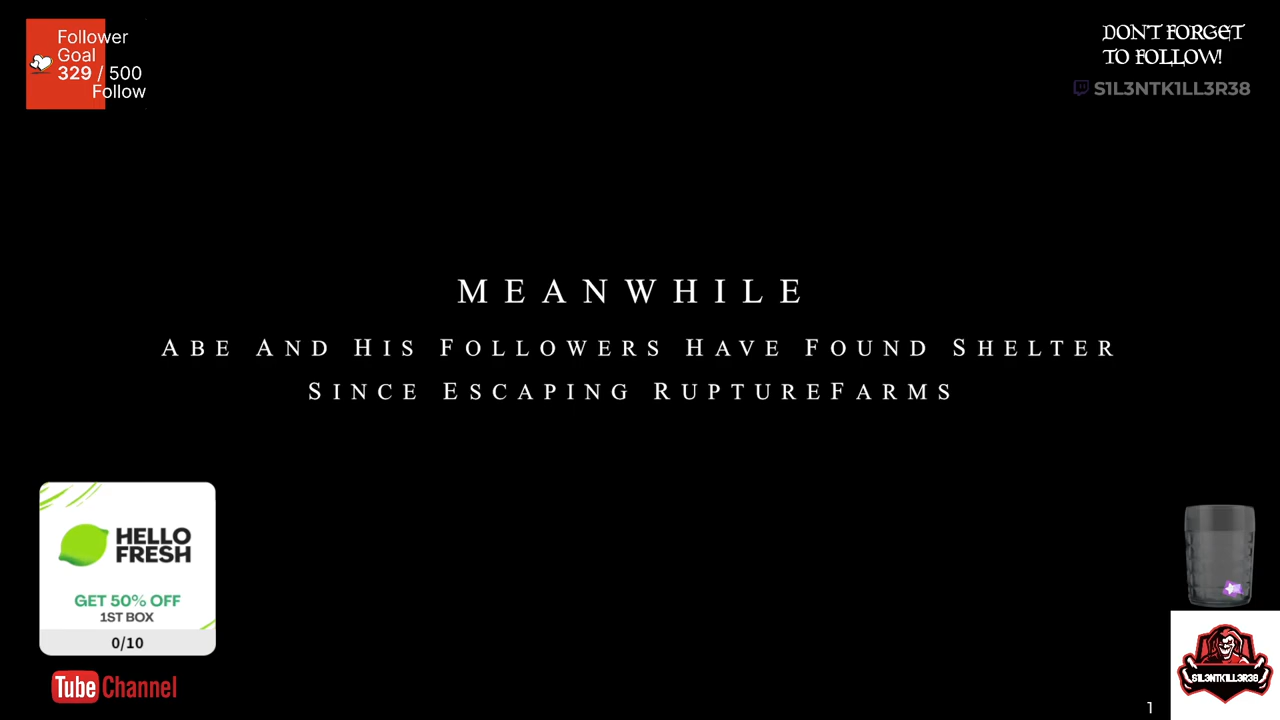 Follower
Goal
329 / 500
Follow
DON'T FORGET
TO FOLLOW!
S1L3NTK1LL3R38
MEANWHILE
ABE AND HIS FOLLOWERS HAVE FOUND SHELTER
SINCE ESCAPING RUPTUREFARMS
HELLO
FRESH
GET 50% OFF
1ST BOX
0/10
Tube Channel
1
S1L3NTK1LL3R38